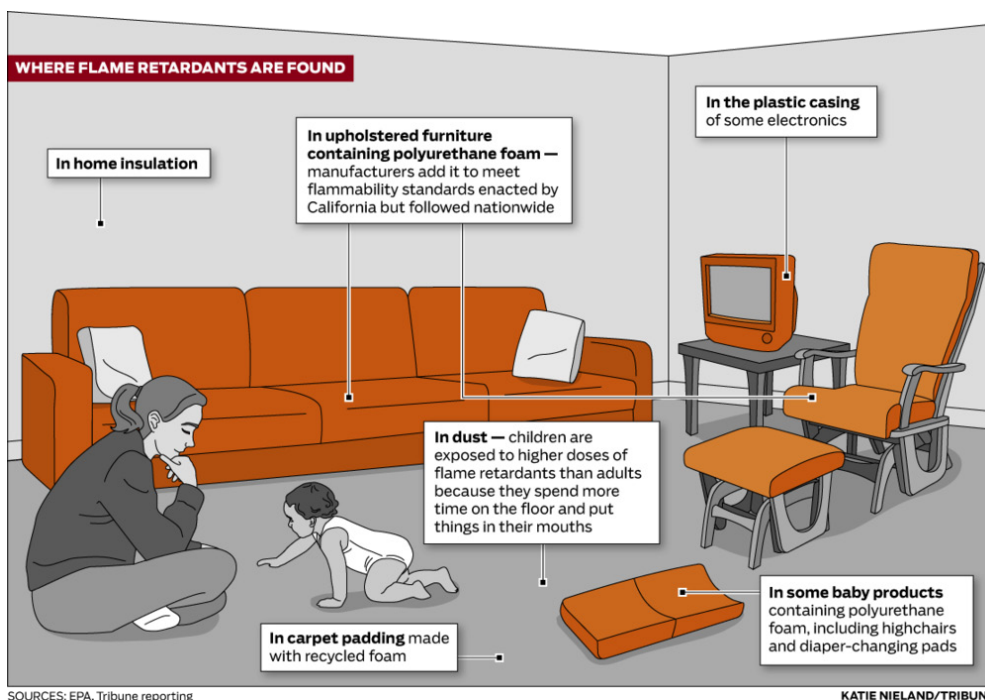 WHERE FLAME RETARDANTS ARE FOUND
In home insulation
In upholstered furniture
containing polyurethane foam —
manufacturers add it to meet
flammability standards enacted by
California but followed nationwide
In the plastic casing
of some electronics
In dust — children are
exposed to higher doses of
flame retardants than adults
because they spend more
time on the floor and put
things in their mouths
In carpet padding made
with recycled foam
In some baby products
containing polyurethane
foam, including highchairs
and diaper-changing pads
SOURCES: EPA, Tribune reporting
KATIE NIELAND/TRIBUN